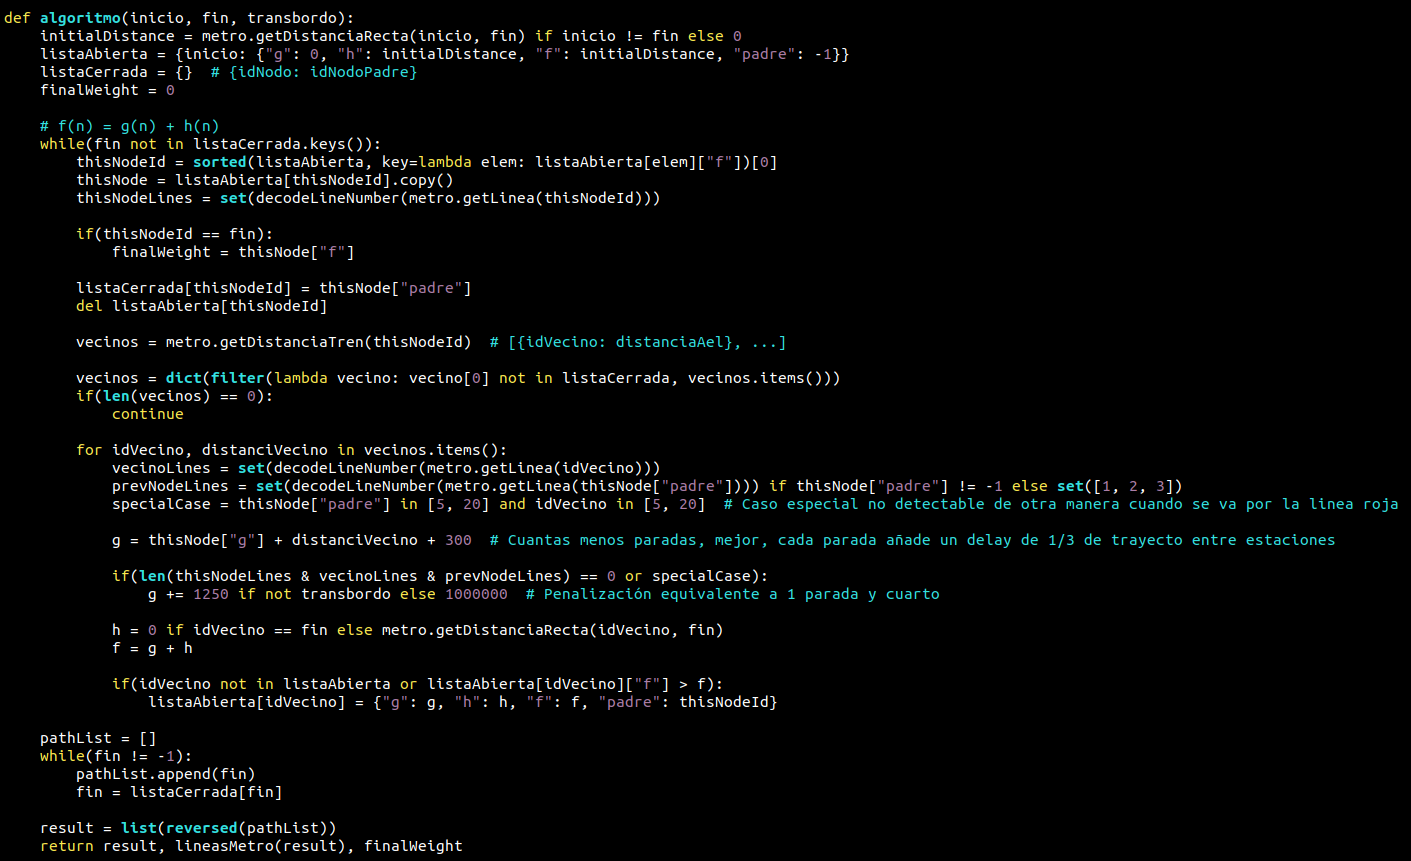 def algoritmo(inicio, fin, transbordo):
    initialDistance = metro.getDistanciaRecta(inicio, fin) if inicio != fin else 0
    listaAbierta = {inicio: {"g": 0, "h": initialDistance, "f": initialDistance, "padre": -1}}
    listaCerrada = {}  # {idNodo: idNodoPadre}
    finalWeight = 0

    # f(n) = g(n) + h(n)
    while(fin not in listaCerrada.keys()):
        thisNodeId = sorted(listaAbierta, key=lambda elem: listaAbierta[elem]["f"])[0]
        thisNode = listaAbierta[thisNodeId].copy()
        thisNodeLines = set(decodeLineNumber(metro.getLinea(thisNodeId)))

        if(thisNodeId == fin):
            finalWeight = thisNode["f"]

        listaCerrada[thisNodeId] = thisNode["padre"]
        del listaAbierta[thisNodeId]

        vecinos = metro.getDistanciaTren(thisNodeId)  # [{idVecino: distanciaAel}, ...]

        vecinos = dict(filter(lambda vecino: vecino[0] not in listaCerrada, vecinos.items()))
        if(len(vecinos) == 0):
            continue

        for idVecino, distanciVecino in vecinos.items():
            vecinoLines = set(decodeLineNumber(metro.getLinea(idVecino)))
            prevNodeLines = set(decodeLineNumber(metro.getLinea(thisNode["padre"]))) if thisNode["padre"] != -1 else set([1, 2, 3])
            specialCase = thisNode["padre"] in [5, 20] and idVecino in [5, 20]  # Caso especial no detectable de otra manera cuando se va por la linea roja

            g = thisNode["g"] + distanciVecino + 300  # Cuantas menos paradas, mejor, cada parada añade un delay de 1/3 de trayecto entre estaciones

            if(len(thisNodeLines & vecinoLines & prevNodeLines) == 0 or specialCase):
                g += 1250 if not transbordo else 1000000  # Penalización equivalente a 1 parada y cuarto

            h = 0 if idVecino == fin else metro.getDistanciaRecta(idVecino, fin)
            f = g + h

            if(idVecino not in listaAbierta or listaAbierta[idVecino]["f"] > f):
                listaAbierta[idVecino] = {"g": g, "h": h, "f": f, "padre": thisNodeId}

    pathList = []
    while(fin != -1):
        pathList.append(fin)
        fin = listaCerrada[fin]

    result = list(reversed(pathList))
    return result, lineasMetro(result), finalWeight